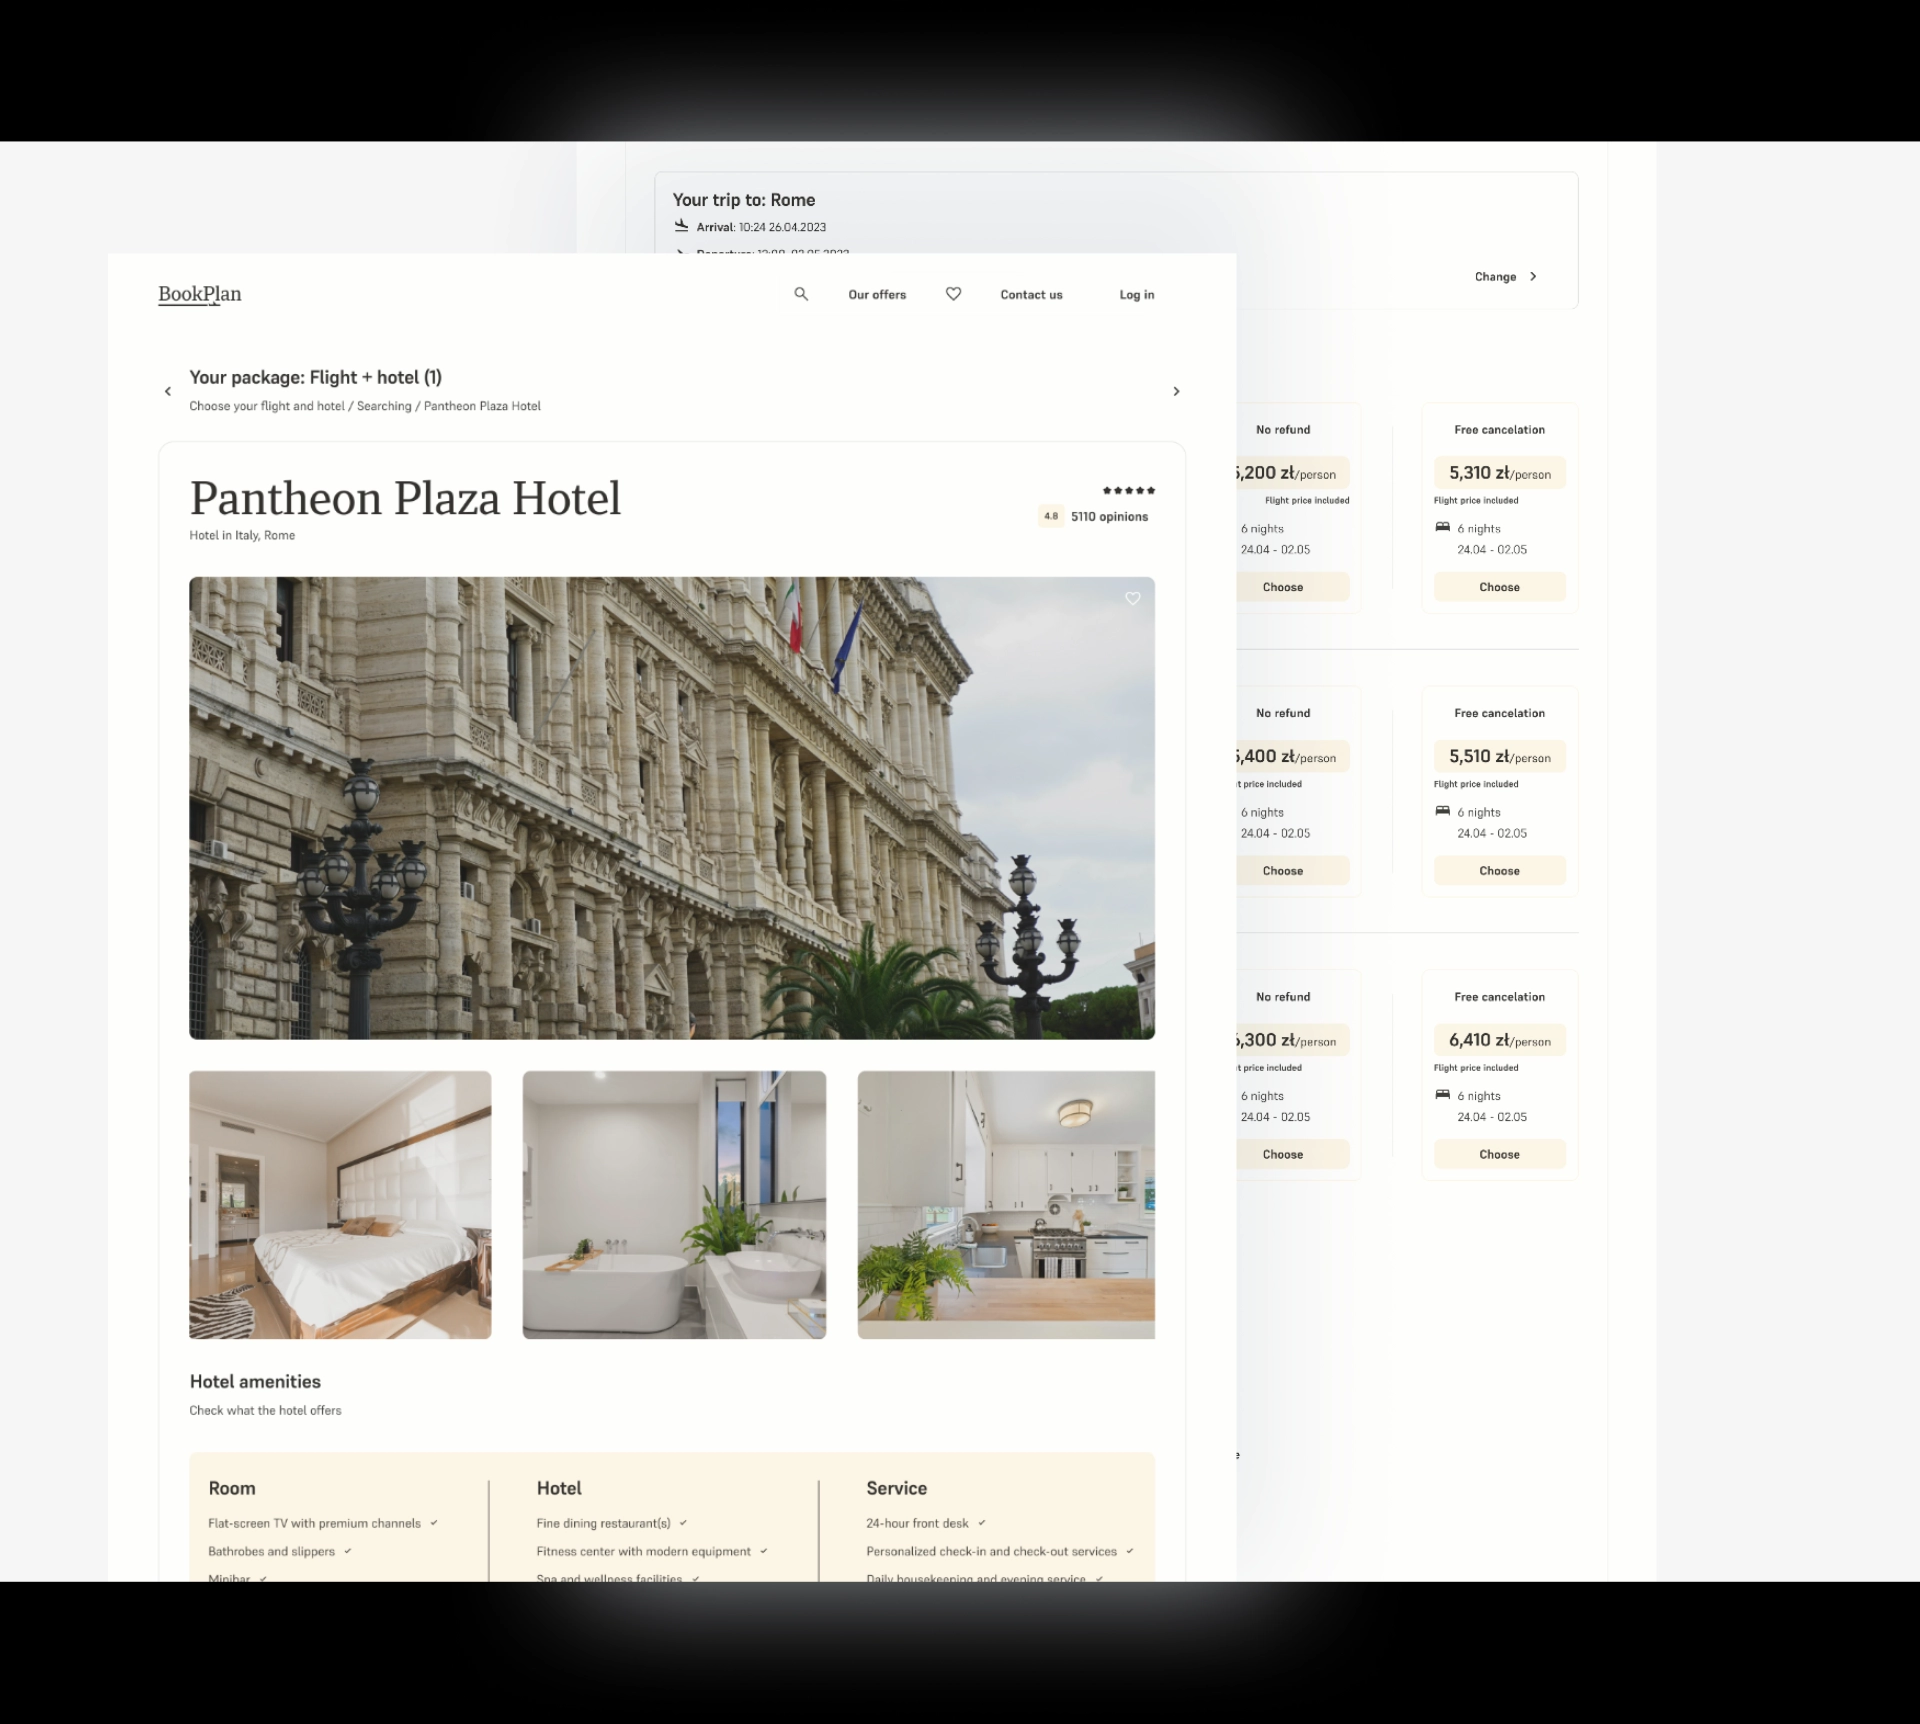 Your trip to: Rome
Arrival: 10:24 26.04.2023
BookPlan
Our offers
Contact us
Log in
Change
Your package: Flight + hotel (1)
Choose your flight and hotel / Searching / Pantheon Plaza Hotel
Pantheon Plaza Hotel
Hotel in Italy, Rome
4.8 5110 opinions
No refund
,200 zł/person
Flight price included
6 nights
24.04 - 02.05
Choose
Free cancelation
5,310 zł/person
Flight price included
6 nights
24.04 - 02.05
Choose
No refund
,400 zł/person
price included
6 nights
24.04 - 02.05
Choose
Free cancelation
5,510 zł/person
Flight price included
6 nights
24.04 - 02.05
Choose
No refund
,300 zł/person
price included
6 nights
24.04 - 02.05
Choose
Free cancelation
6,410 zł/person
Flight price included
6 nights
24.04 - 02.05
Choose
Hotel amenities
Check what the hotel offers
Room
Flat-screen TV with premium channels
Bathrobes and slippers
Minibar
Hotel
Fine dining restaurant(s)
Fitness center with modern equipment
Spa and wellness facilities
Service
24-hour front desk
Personalized check-in and check-out services
Daily housekeeping and evening service